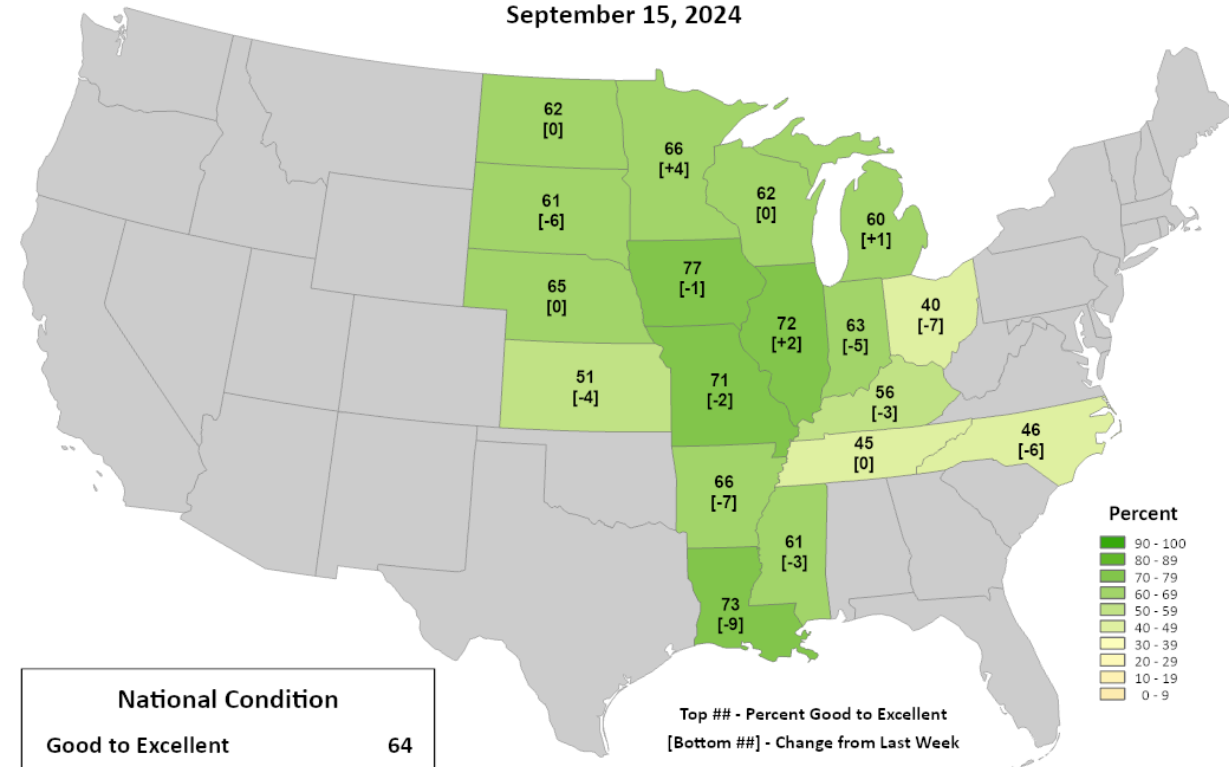 September 15, 2024
62
[0]
66
[+4]
61
[-6]
62
[0]
60
[+1]
77
[-1]
65
[0]
40
[-7]
72
[+2]
63
[-5]
51
[-4]
71
[-2]
56
[-3]
46
[-6]
45
[0]
66
[-7]
61
[-3]
73
[-9]
Percent
90 - 100
80 - 89
70 - 79
60 - 69
50 - 59
40 - 49
30 - 39
20 - 29
10 - 19
0 - 9
National Condition
Good to Excellent 64
Top ## - Percent Good to Excellent
[Bottom ##] - Change from Last Week